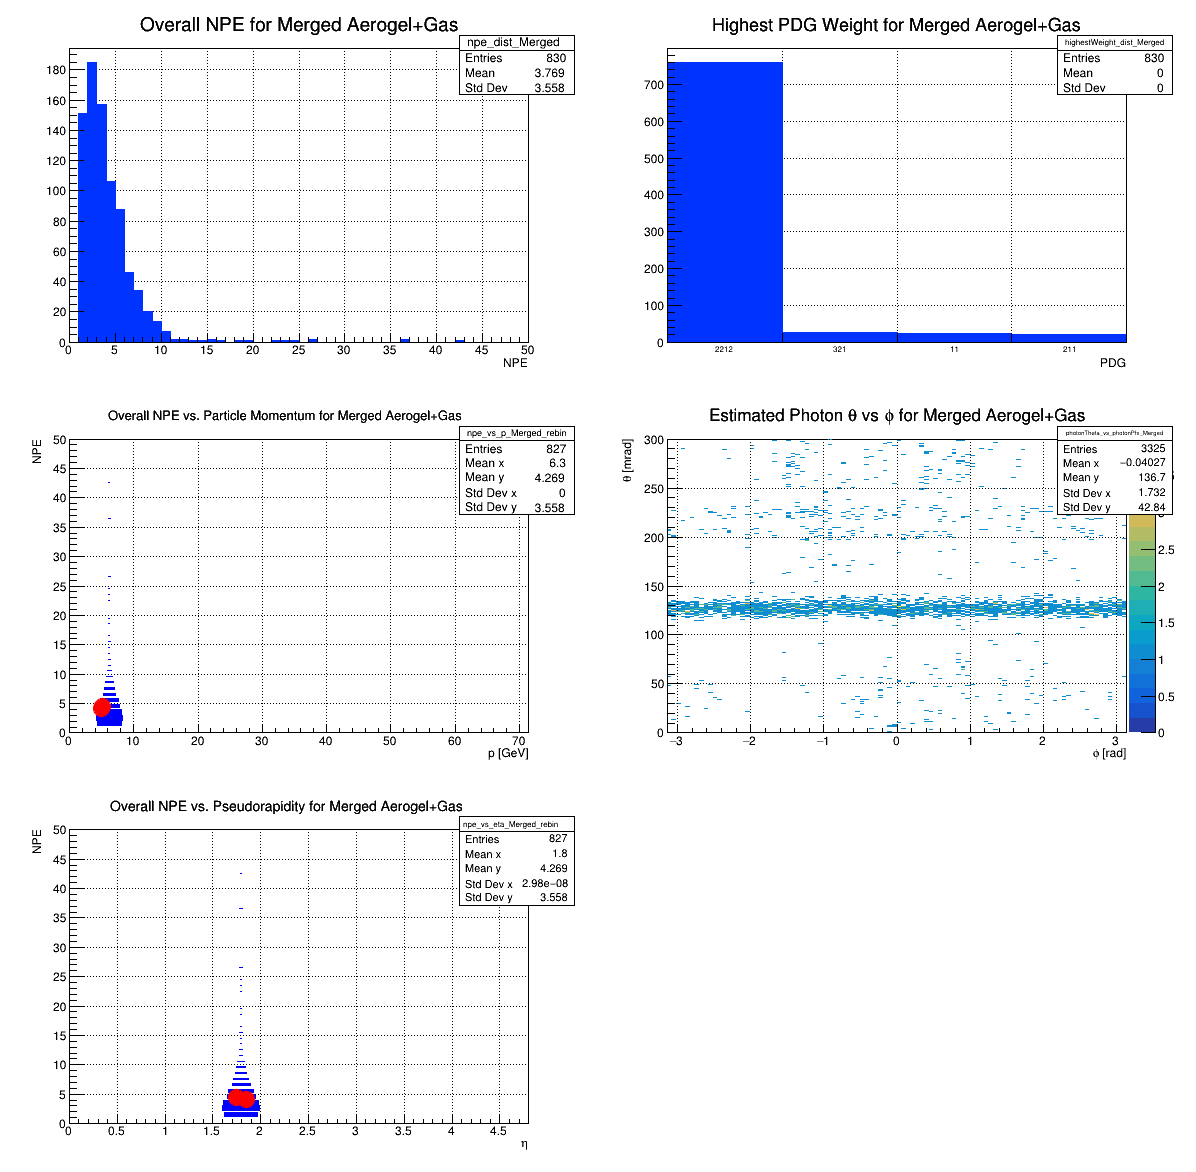 Overall NPE for Merged Aerogel+Gas
npe_dist_Merged
Entries 830
Mean 3.769
Std Dev 3.558
180
160
140
120
100
80
60
40
20
0
0 5 10 15 20 25 30 35 40 45 50
NPE
Highest PDG Weight for Merged Aerogel+Gas
highestWeight_dist_Merged
Entries 830
Mean 0
Std Dev 0
700
600
500
400
300
200
100
0
2212 321 11 211
PDG
Overall NPE vs. Particle Momentum for Merged Aerogel+Gas
npe_vs_p_Merged_rebin
Entries 827
Mean x 6.3
Mean y 4.269
Std Dev x 0
Std Dev y 3.558
NPE
50
45
40
35
30
25
20
15
10
5
0
0 10 20 30 40 50 60 70
p [GeV]
Estimated Photon θ vs ϕ for Merged Aerogel+Gas
photonTheta_vs_photonPhi_Merged
Entries 3325
Mean x −0.04027
Mean y 136.7
Std Dev x 1.732
Std Dev y 42.84
θ [mrad]
300
250
200
150
100
50
0
−3 −2 −1 0 1 2 3
ϕ [rad]
2.5
2
1.5
1
0.5
0
Overall NPE vs. Pseudorapidity for Merged Aerogel+Gas
npe_vs_eta_Merged_rebin
Entries 827
Mean x 1.8
Mean y 4.269
Std Dev x 2.98e−08
Std Dev y 3.558
NPE
50
45
40
35
30
25
20
15
10
5
0
0 0.5 1 1.5 2 2.5 3 3.5 4 4.5
η